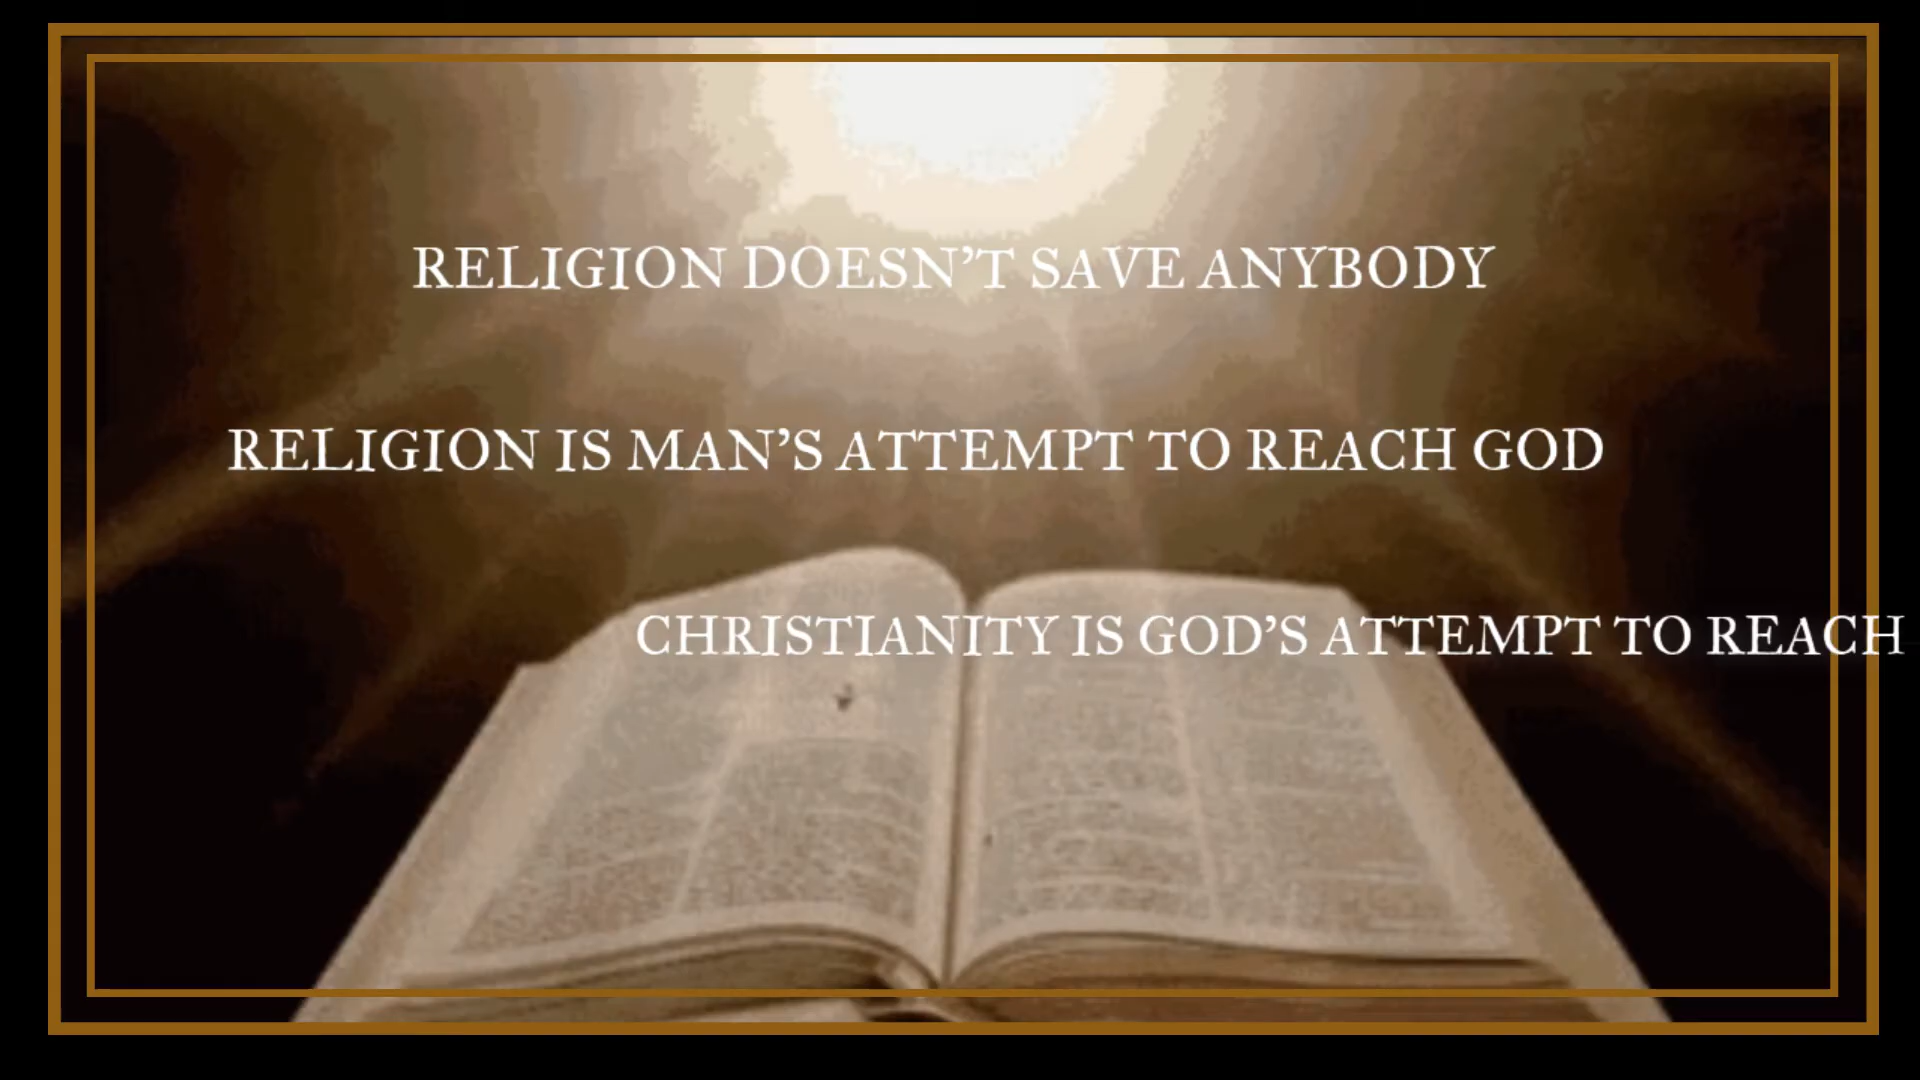 RELIGION DOESN’T SAVE ANYBODY
RELIGION IS MAN’S ATTEMPT TO REACH GOD
CHRISTIANITY IS GOD’S ATTEMPT TO REACH